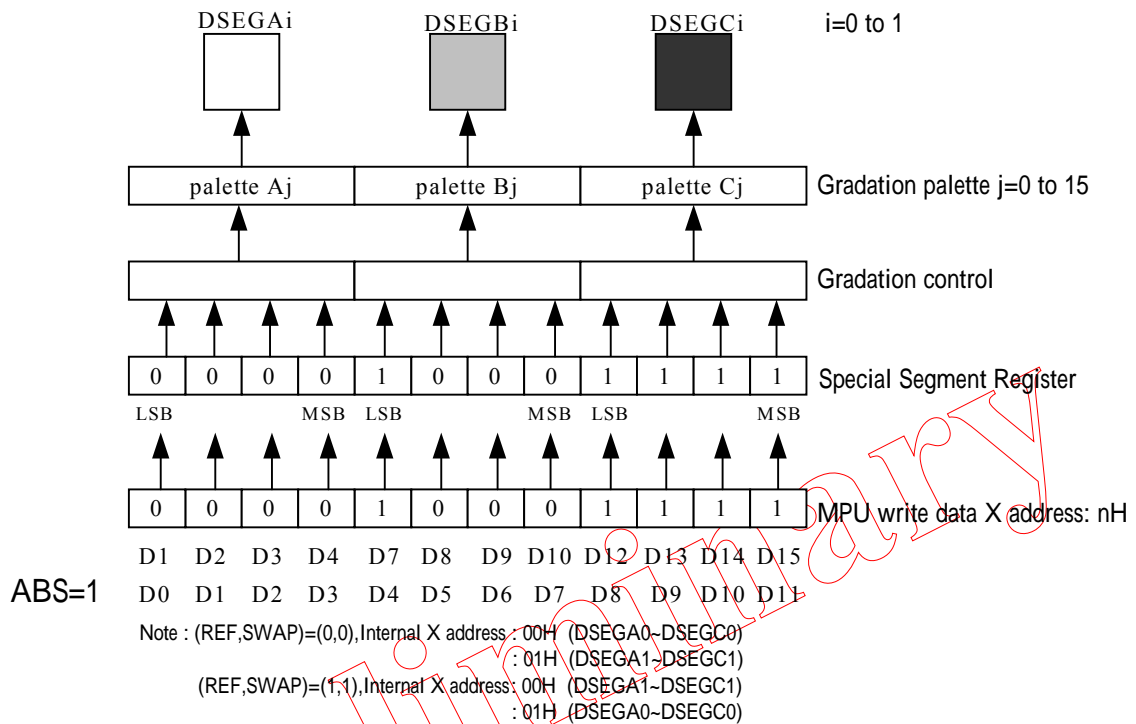 DSEGAi DSEGBi DSEGCi i=0 to 1
palette Aj palette Bj palette Cj Gradation palette j=0 to 15
Gradation control
0 0 0 0 1 0 0 0 1 1 1 1 Special Segment Register
LSB MSB LSB MSB LSB MSB
0 0 0 0 1 0 0 0 1 1 1 1 MPU write data X address: nH
D1 D2 D3 D4 D7 D8 D9 D10 D12 D13 D14 D15
ABS=1 D0 D1 D2 D3 D4 D5 D6 D7 D8 D9 D10 D11
Note : (REF,SWAP)=(0,0),Internal X address : 00H (DSEGA0~DSEGC0)
: 01H (DSEGA1~DSEGC1)
(REF,SWAP)=(1,1),Internal X address: 00H (DSEGA1~DSEGC1)
: 01H (DSEGA0~DSEGC0)
liminary